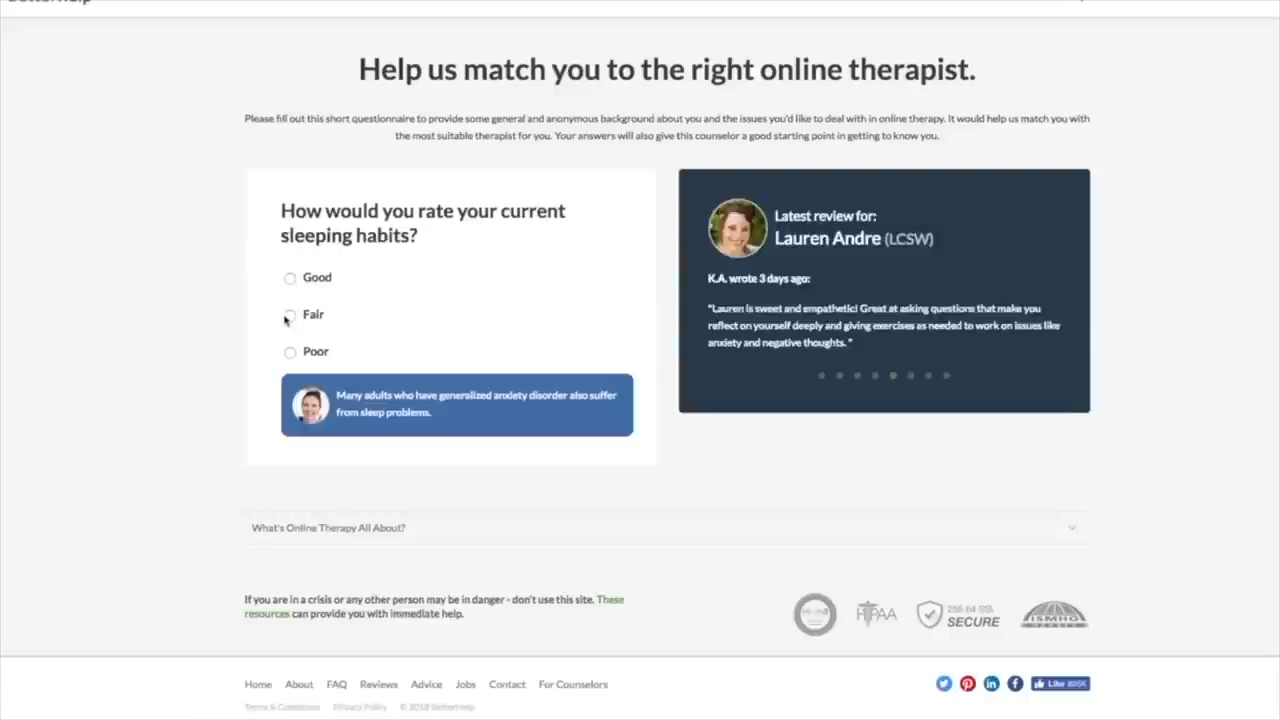 Help us match you to the right online therapist.
Please fill out this short questionnaire to provide some general and anonymous background about you and the issues you'd like to deal with in online therapy. It would help us match you with
the most suitable therapist for you. Your answers will also give this counselor a good starting point in getting to know you.
How would you rate your current
sleeping habits?
Good
Fair
Poor
Many adults who have generalized anxiety disorder also suffer
from sleep problems.
Latest review for:
Lauren Andre (LCSW)
K.A. wrote 3 days ago:
"Lauren is sweet and empathetic! Great at asking questions that make you
reflect on yourself deeply and giving exercises as needed to work on issues like
anxiety and negative thoughts. "
What's Online Therapy All About?
If you are in a crisis or any other person may be in danger - don't use this site. These
resources can provide you with immediate help.
HIPAA
SECURE
ISMHO
Home About FAQ Reviews Advice Jobs Contact For Counselors
Like
Terms & Conditions Privacy Policy © 2018 BetterHelp